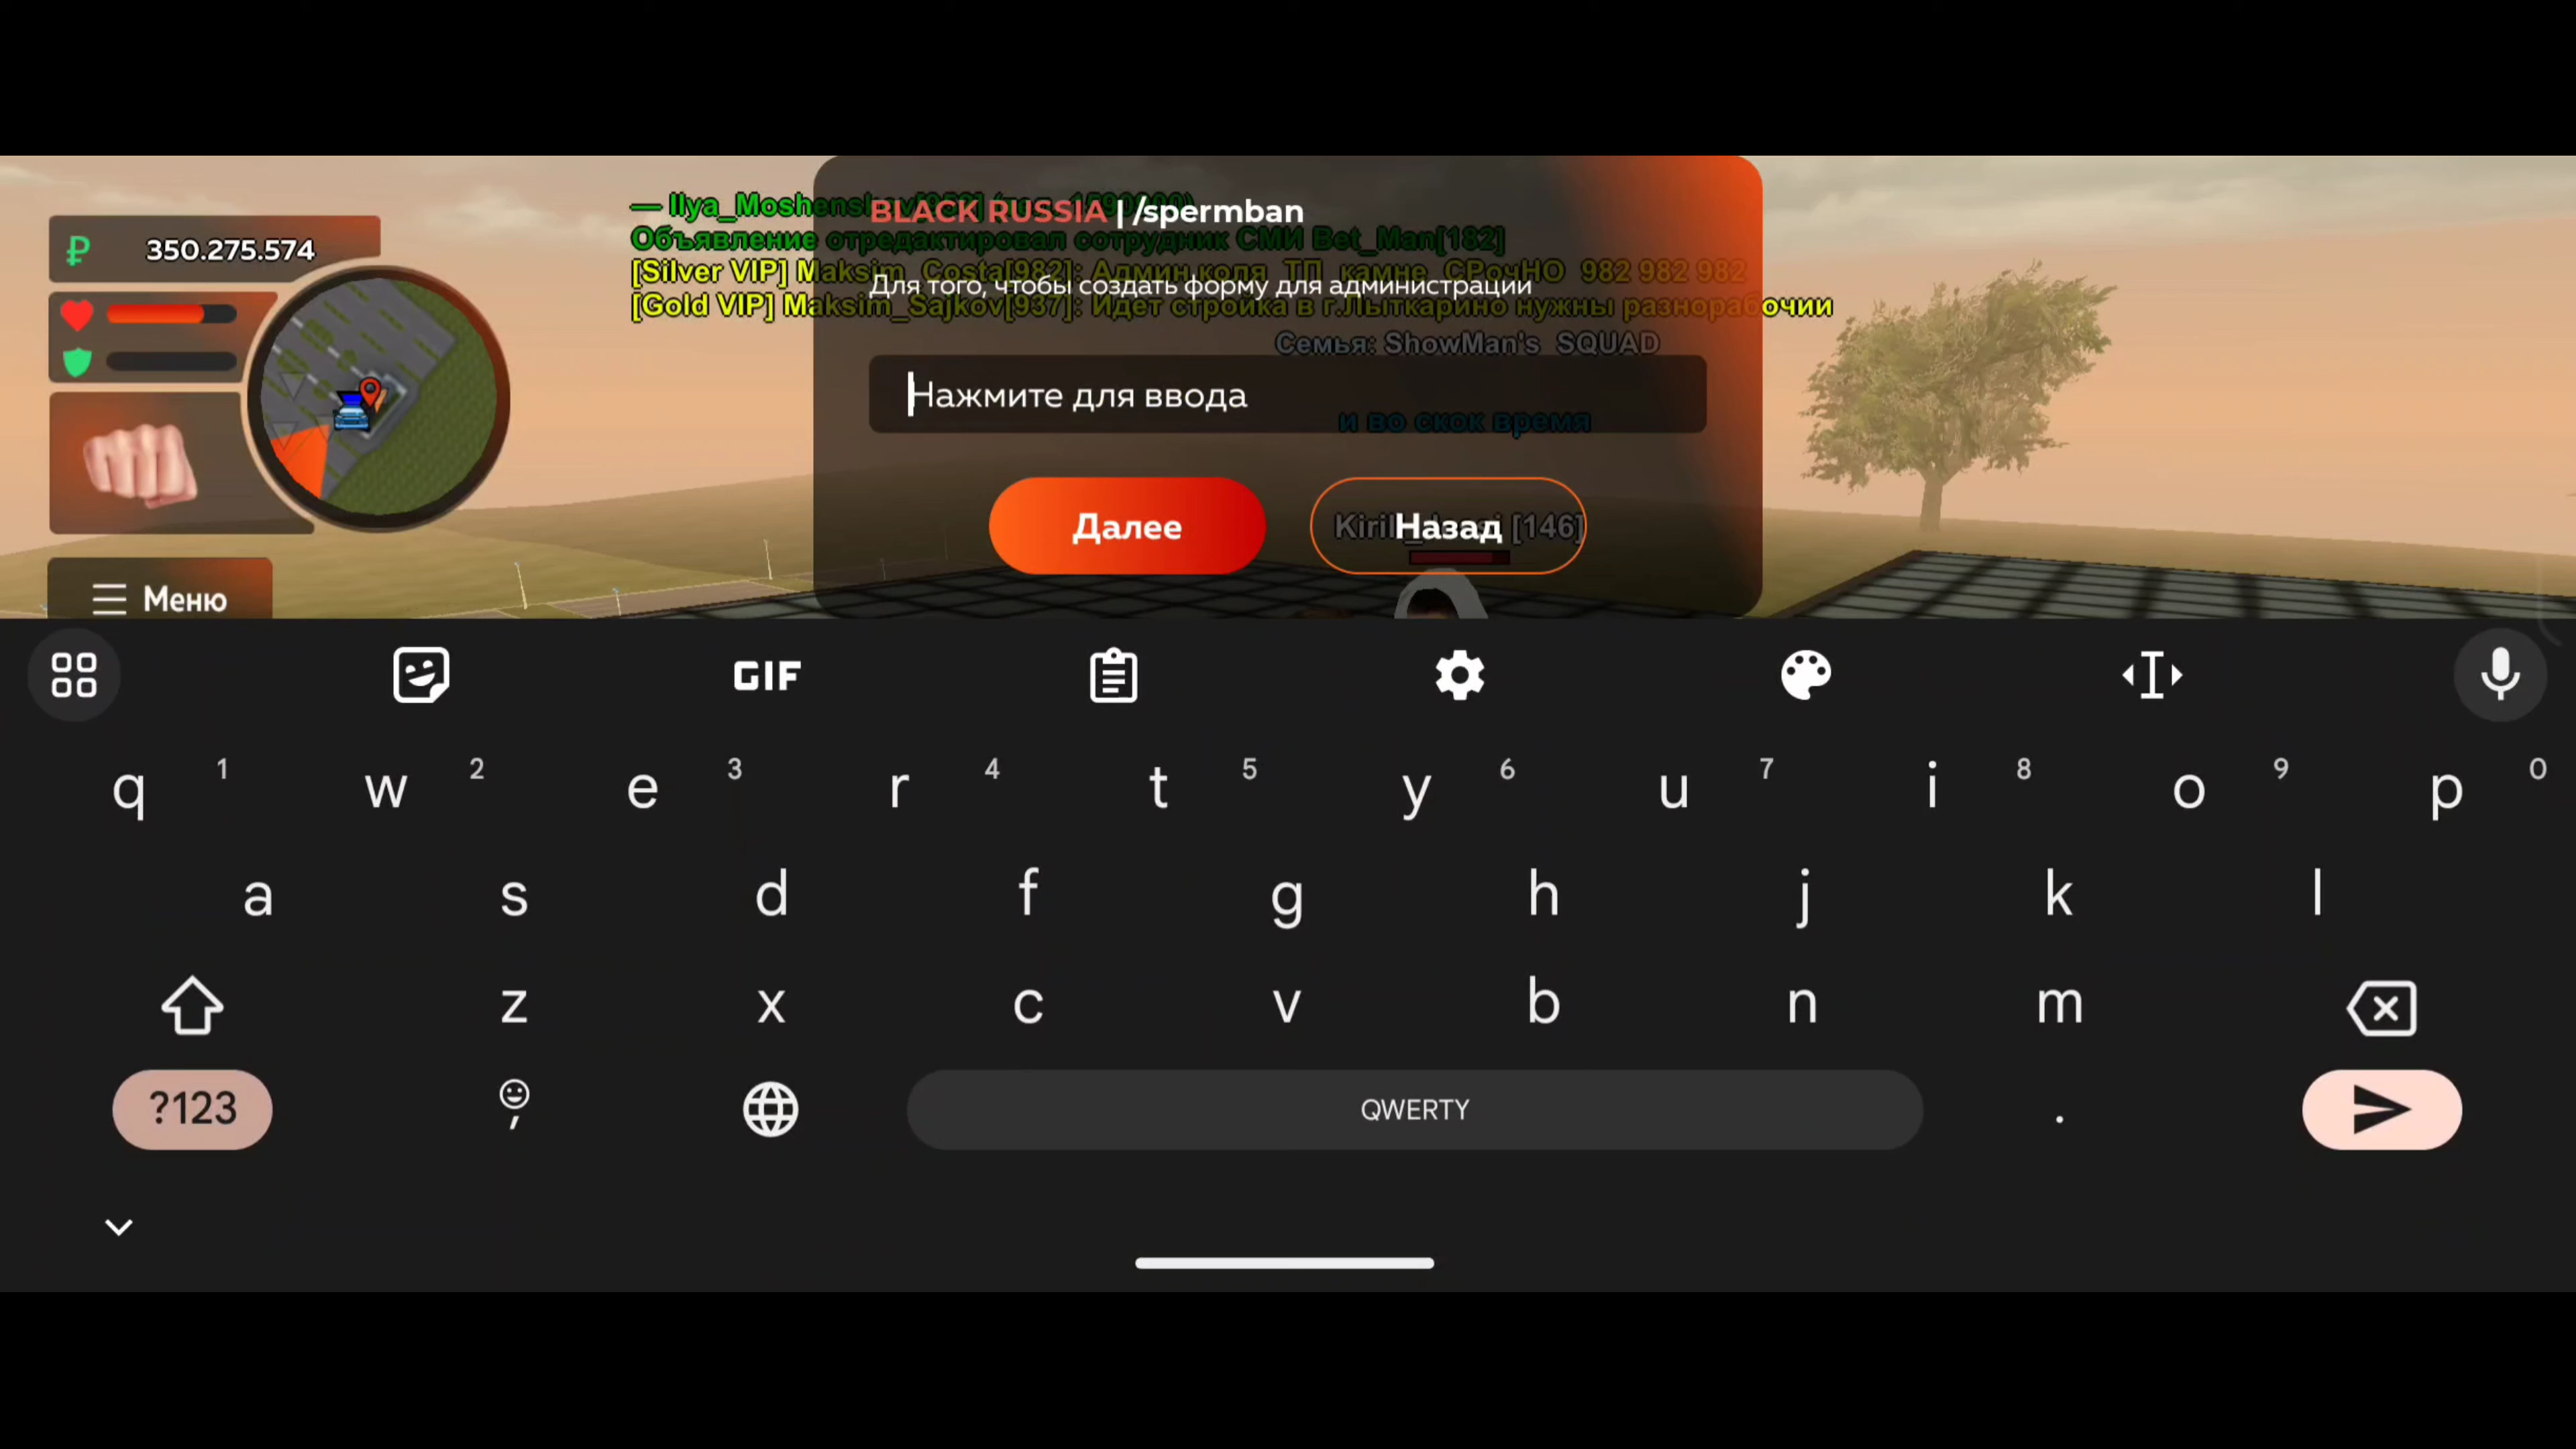 350.275.574
— Ilya_Moshens
BLACK RUSSIA | /spermban
Объявление отредактировал сотрудник СМИ Bet_Man[182]
[Silver VIP] Maksim_Costa[982]: Админ коля ТП камне СРочНО 982 982 982
Для того, чтобы создать форму для администрации
[Gold VIP] Maksim_Sajkov[937]: Идет стройка в г.Лыткарино нужны разнорабочии
Семья: ShowMan's SQUAD
Нажмите для ввода
и во скок время
Далее
Назад
[146]
Меню
GIF
q 1 w 2 e 3 r 4 t 5 y 6 u 7 i 8 o 9 p 0
a s d f g h j k l
z x c v b n m
?123 , QWERTY .